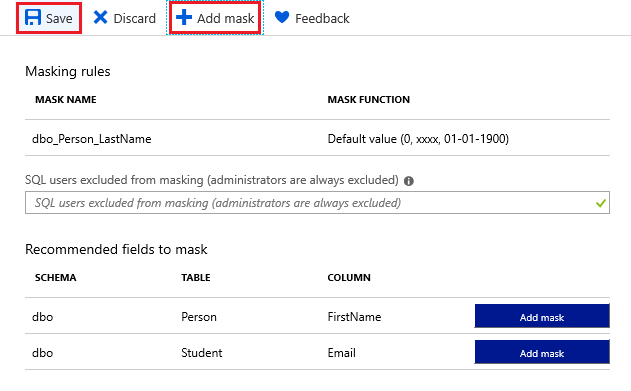 Save Discard Add mask Feedback
Masking rules
MASK NAME MASK FUNCTION
dbo_Person_LastName Default value (0, xxxx, 01-01-1900)
SQL users excluded from masking (administrators are always excluded)
SQL users excluded from masking (administrators are always excluded)
Recommended fields to mask
SCHEMA TABLE COLUMN
dbo Person FirstName Add mask
dbo Student Email Add mask